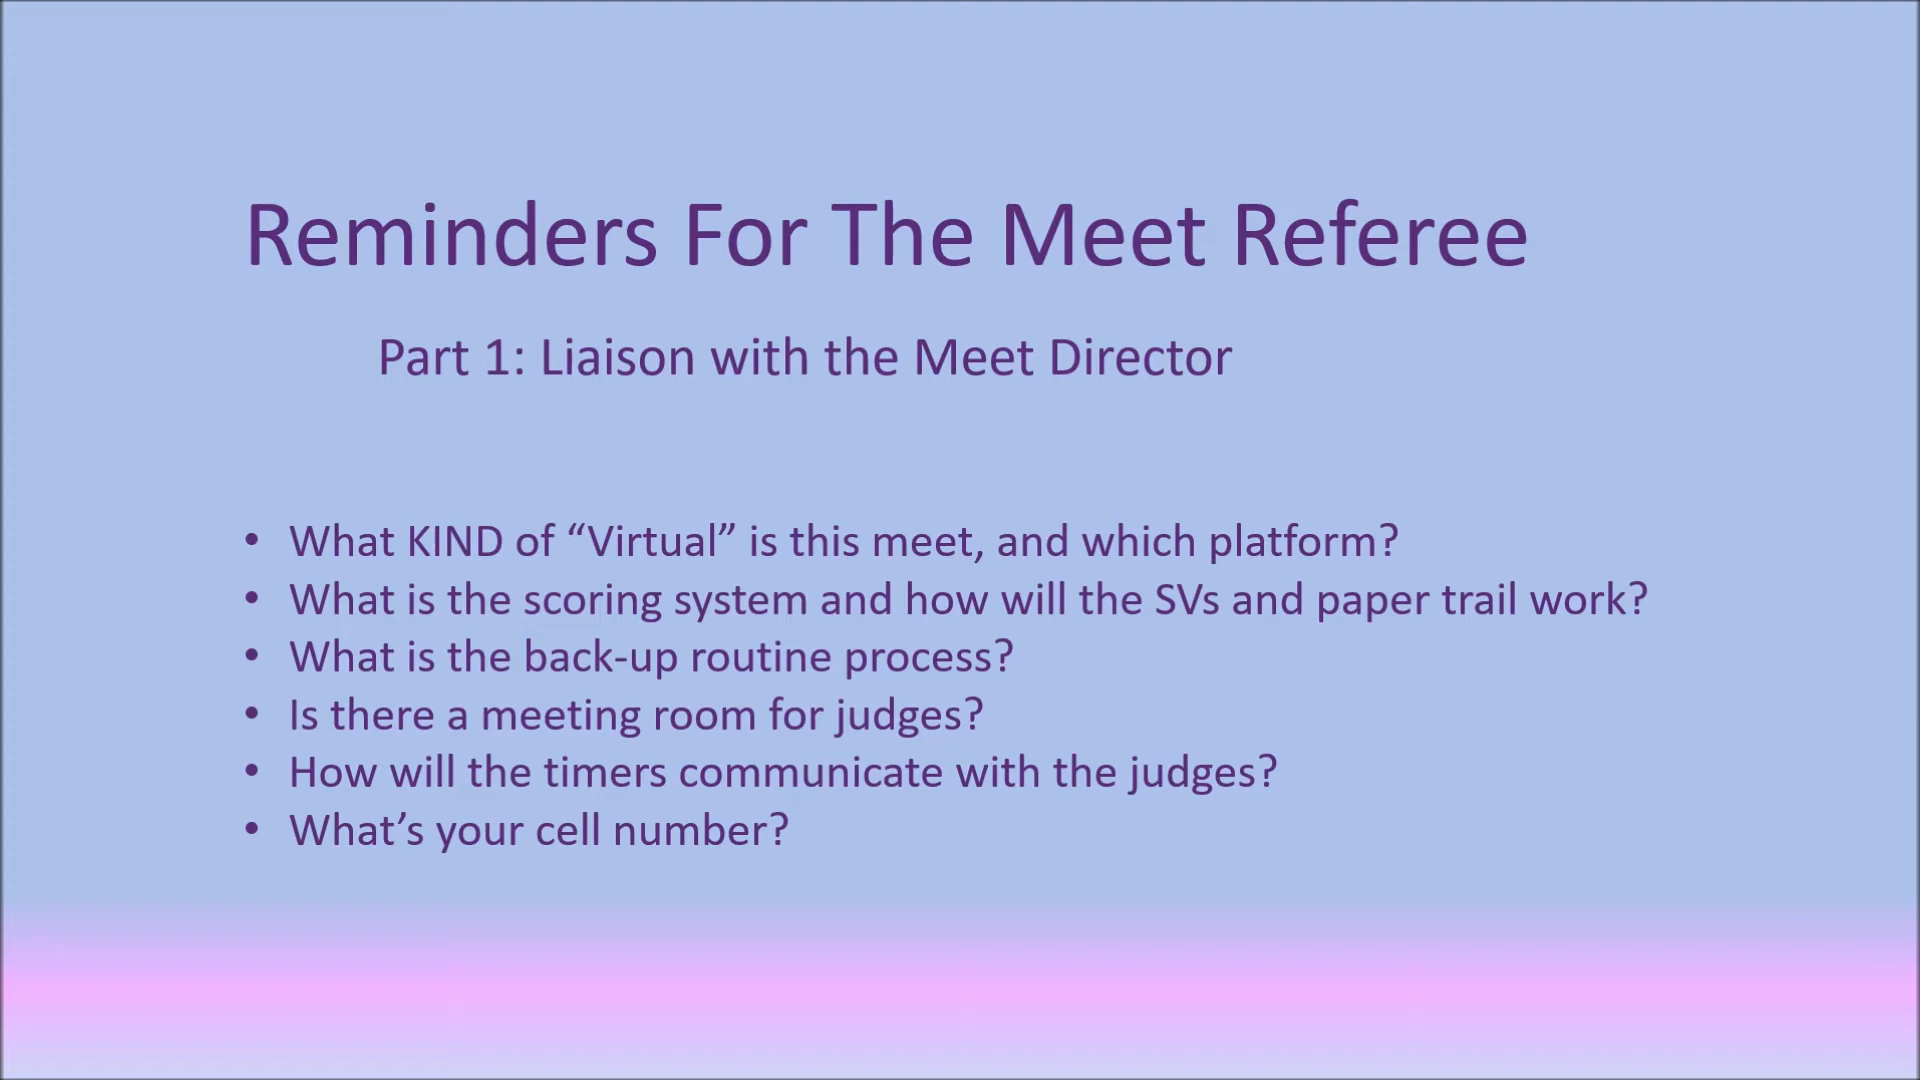 Reminders For The Meet Referee
Part 1: Liaison with the Meet Director
• What KIND of “Virtual” is this meet, and which platform?
• What is the scoring system and how will the SVs and paper trail work?
• What is the back-up routine process?
• Is there a meeting room for judges?
• How will the timers communicate with the judges?
• What’s your cell number?